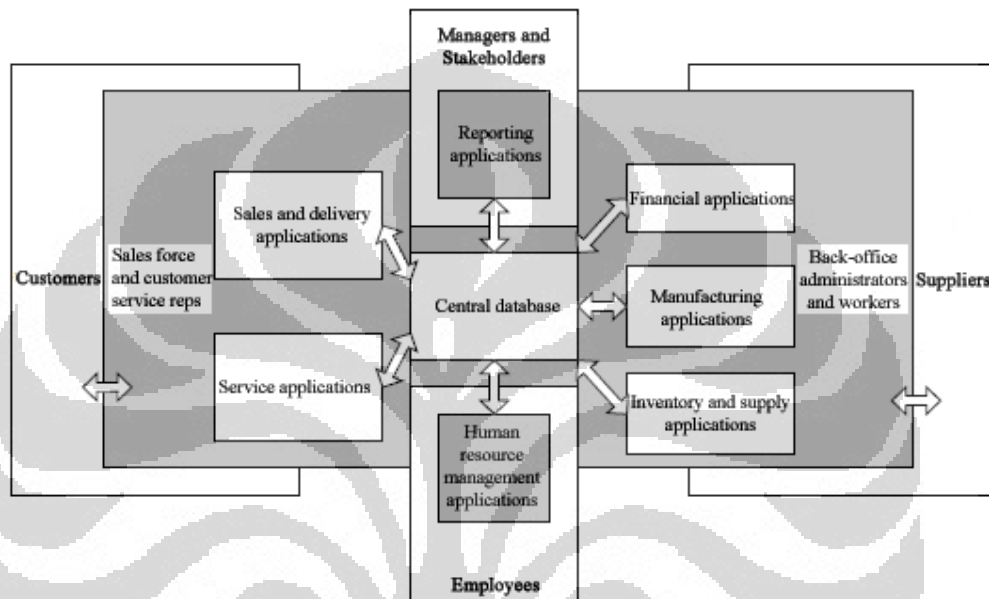 Managers and
Stakeholders
Reporting
applications
Sales and delivery
applications
Financial applications
Customers
Sales force
and customer
service reps
Central database
Manufacturing
applications
Back-office
administrators
and workers
Suppliers
Service applications
Inventory and supply
applications
Human
resource
management
applications
Employees